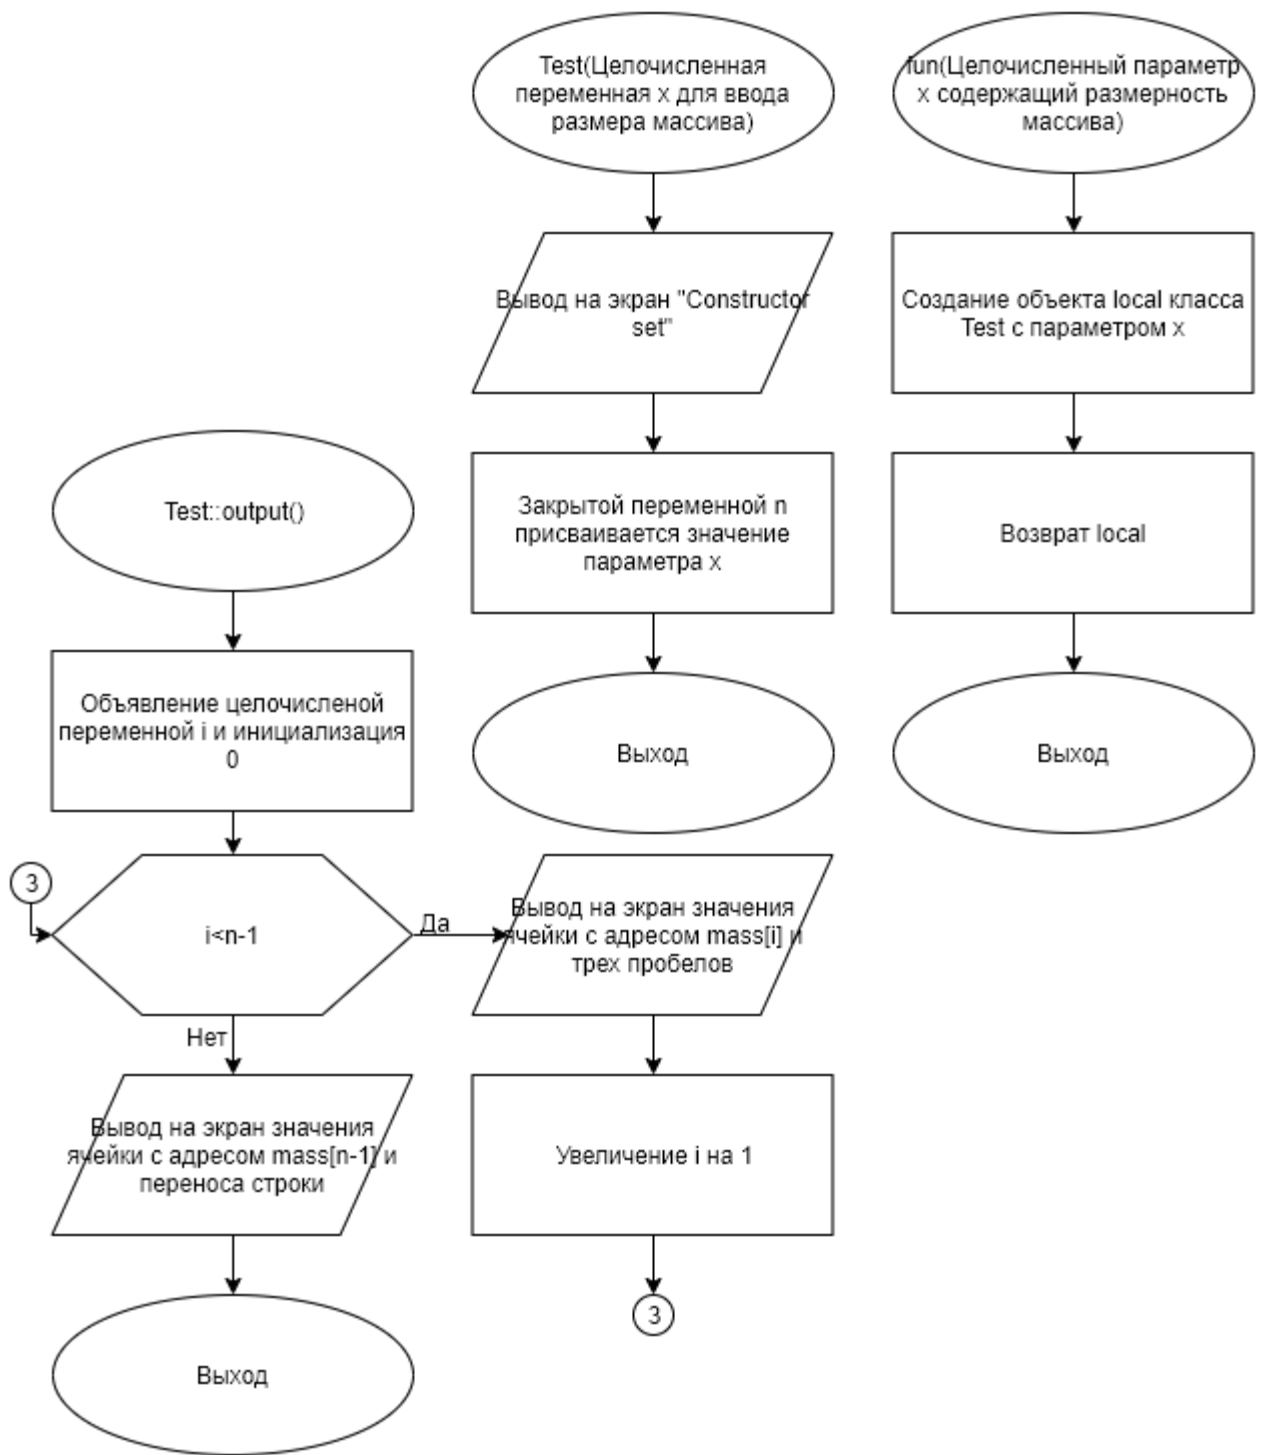 Test(Целочисленная
переменная x для ввода
размера массива)
Вывод на экран "Constructor
set"
Закрытой переменной n
присваивается значение
параметра x
Выход
fun(Целочисленный параметр
x содержащий размерность
массива)
Создание объекта local класса
Test с параметром x
Возврат local
Выход
Test::output()
Объявление целочисленой
переменной i и инициализация
0
3
i<n-1
Да
Вывод на экран значения
ячейки с адресом mass[i] и
трех пробелов
Увеличение i на 1
3
Нет
Вывод на экран значения
ячейки с адресом mass[n-1] и
переноса строки
Выход